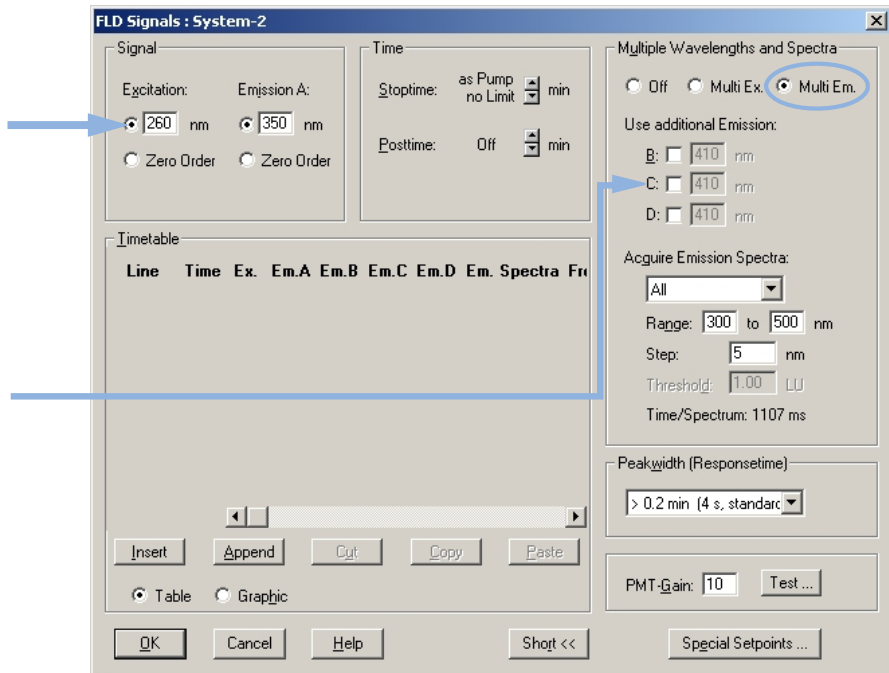 FLD Signals : System-2
Signal
Excitation: Emission A:
260 nm 350 nm
Zero Order Zero Order
Time
Stoptime: as Pump no Limit min
Posttime: Off min
Multiple Wavelengths and Spectra
Off Multi Ex. Multi Em.
Use additional Emission:
B: 410 nm
C: 410 nm
D: 410 nm
Acquire Emission Spectra:
All
Range: 300 to 500 nm
Step: 5 nm
Threshold: 1.00 LU
Time/Spectrum: 1107 ms
Timetable
Line Time Ex. Em.A Em.B Em.C Em.D Em. Spectra Fr
Insert Append Cut Copy Paste
Table Graphic
Peakwidth (Responsetime)
> 0.2 min (4 s, standarc
PMT-Gain: 10 Test ...
OK Cancel Help Short << Special Setpoints ...